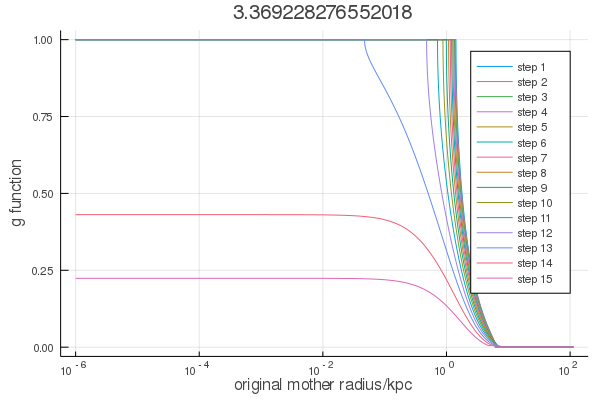 3.369228276552018
g function
1.00
0.75
0.50
0.25
0.00
step 1
step 2
step 3
step 4
step 5
step 6
step 7
step 8
step 9
step 10
step 11
step 12
step 13
step 14
step 15
10^-6 10^-4 10^-2 10^0 10^2
original mother radius/kpc